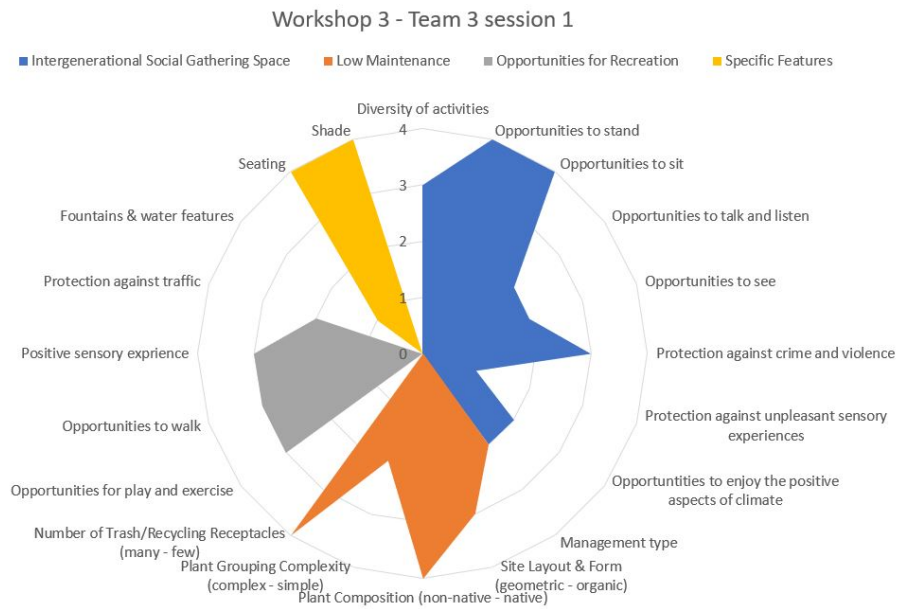 Workshop 3 - Team 3 session 1
Intergenerational Social Gathering Space
Low Maintenance
Opportunities for Recreation
Specific Features
Diversity of activities
Opportunities to stand
Opportunities to sit
Opportunities to talk and listen
Opportunities to see
Protection against crime and violence
Protection against unpleasant sensory
experiences
Opportuntities to enjoy the positive
aspects of climate
Management type
Site Layout & Form
(geometric - organic)
Plant Composition (non-native - native)
Plant Grouping Complexity
(complex - simple)
Number of Trash/Recycling Receptacles
(many - few)
Opportunities for play and exercise
Opportunities to walk
Positive sensory exprience
Protection against traffic
Fountains & water features
Seating
Shade
4
3
2
1
0